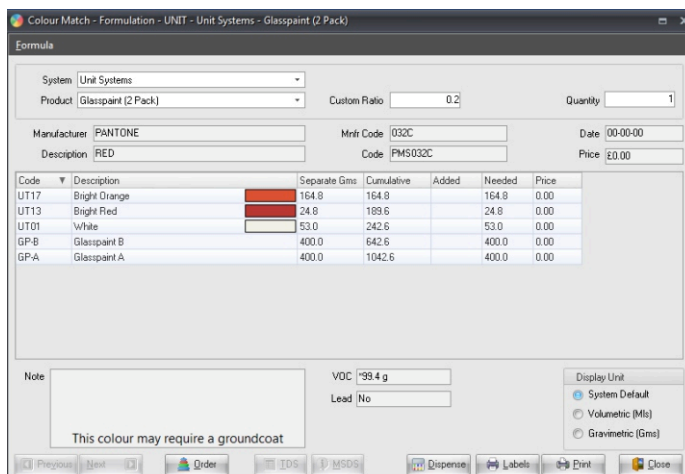 Colour Match - Formulation - UNIT - Unit Systems - Glasspaint (2 Pack)
Formula
System Unit Systems
Product Glasspaint (2 Pack) Custom Ratio 0.2 Quantity 1
Manufacturer PANTONE Mnfr Code 032C Date 00-00-00
Description RED Code PMS032C Price £0.00
Code Description Separate Gms Cumulative Added Needed Price
UT17 Bright Orange 164.8 164.8 164.8 0.00
UT13 Bright Red 24.8 189.6 24.8 0.00
UT01 White 53.0 242.6 53.0 0.00
GP-B Glasspaint B 400.0 642.6 400.0 0.00
GP-A Glasspaint A 400.0 1042.6 400.0 0.00
Note VOC "99.4 g Display Unit
Lead No System Default
Volumetric (Mls)
This colour may require a groundcoat Gravimetric (Gms)
Previous Next Order TDS MSDS Dispense Labels Print Close